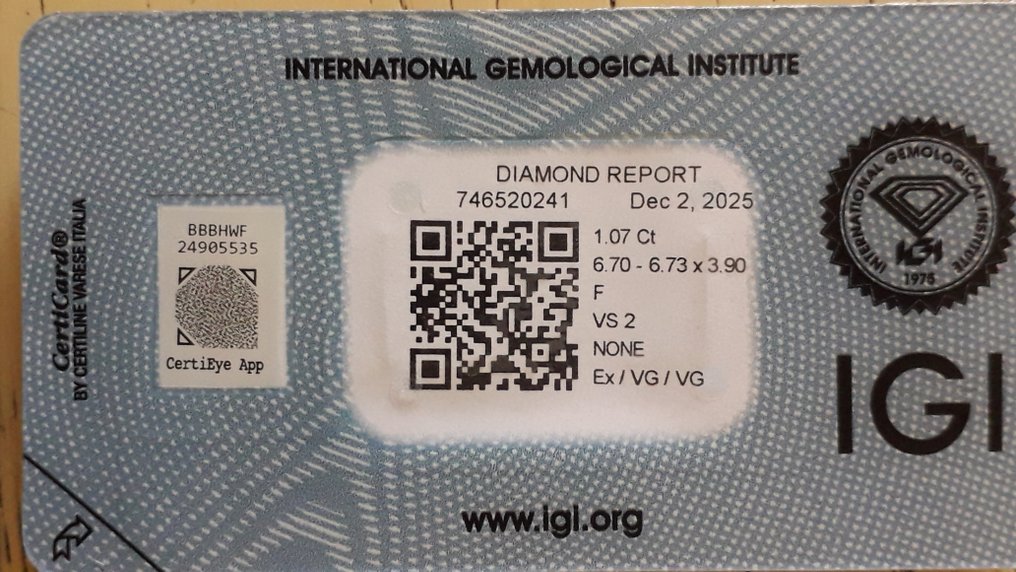 INTERNATIONAL GEMOLOGICAL INSTITUTE
DIAMOND REPORT
746520241 Dec 2, 2025
1.07 Ct
6.70 - 6.73 x 3.90
F
VS 2
NONE
Ex / VG / VG
BBBHWF
24905535
CertiEye App
CertiCard®
BY CERTILINE VARESE ITALIA
INTERNATIONAL GEMOLOGICAL INSTITUTE
IGI
1975
IGI
www.igi.org